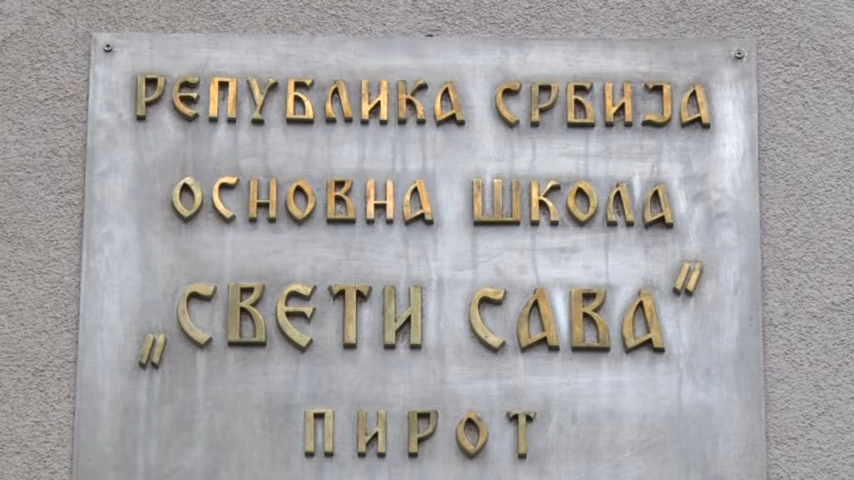 РЕПУБЛИКА СРБИЈА
ОСНОВНА ШКОЛА
„СВЕТИ САВА"
ПИРОТ